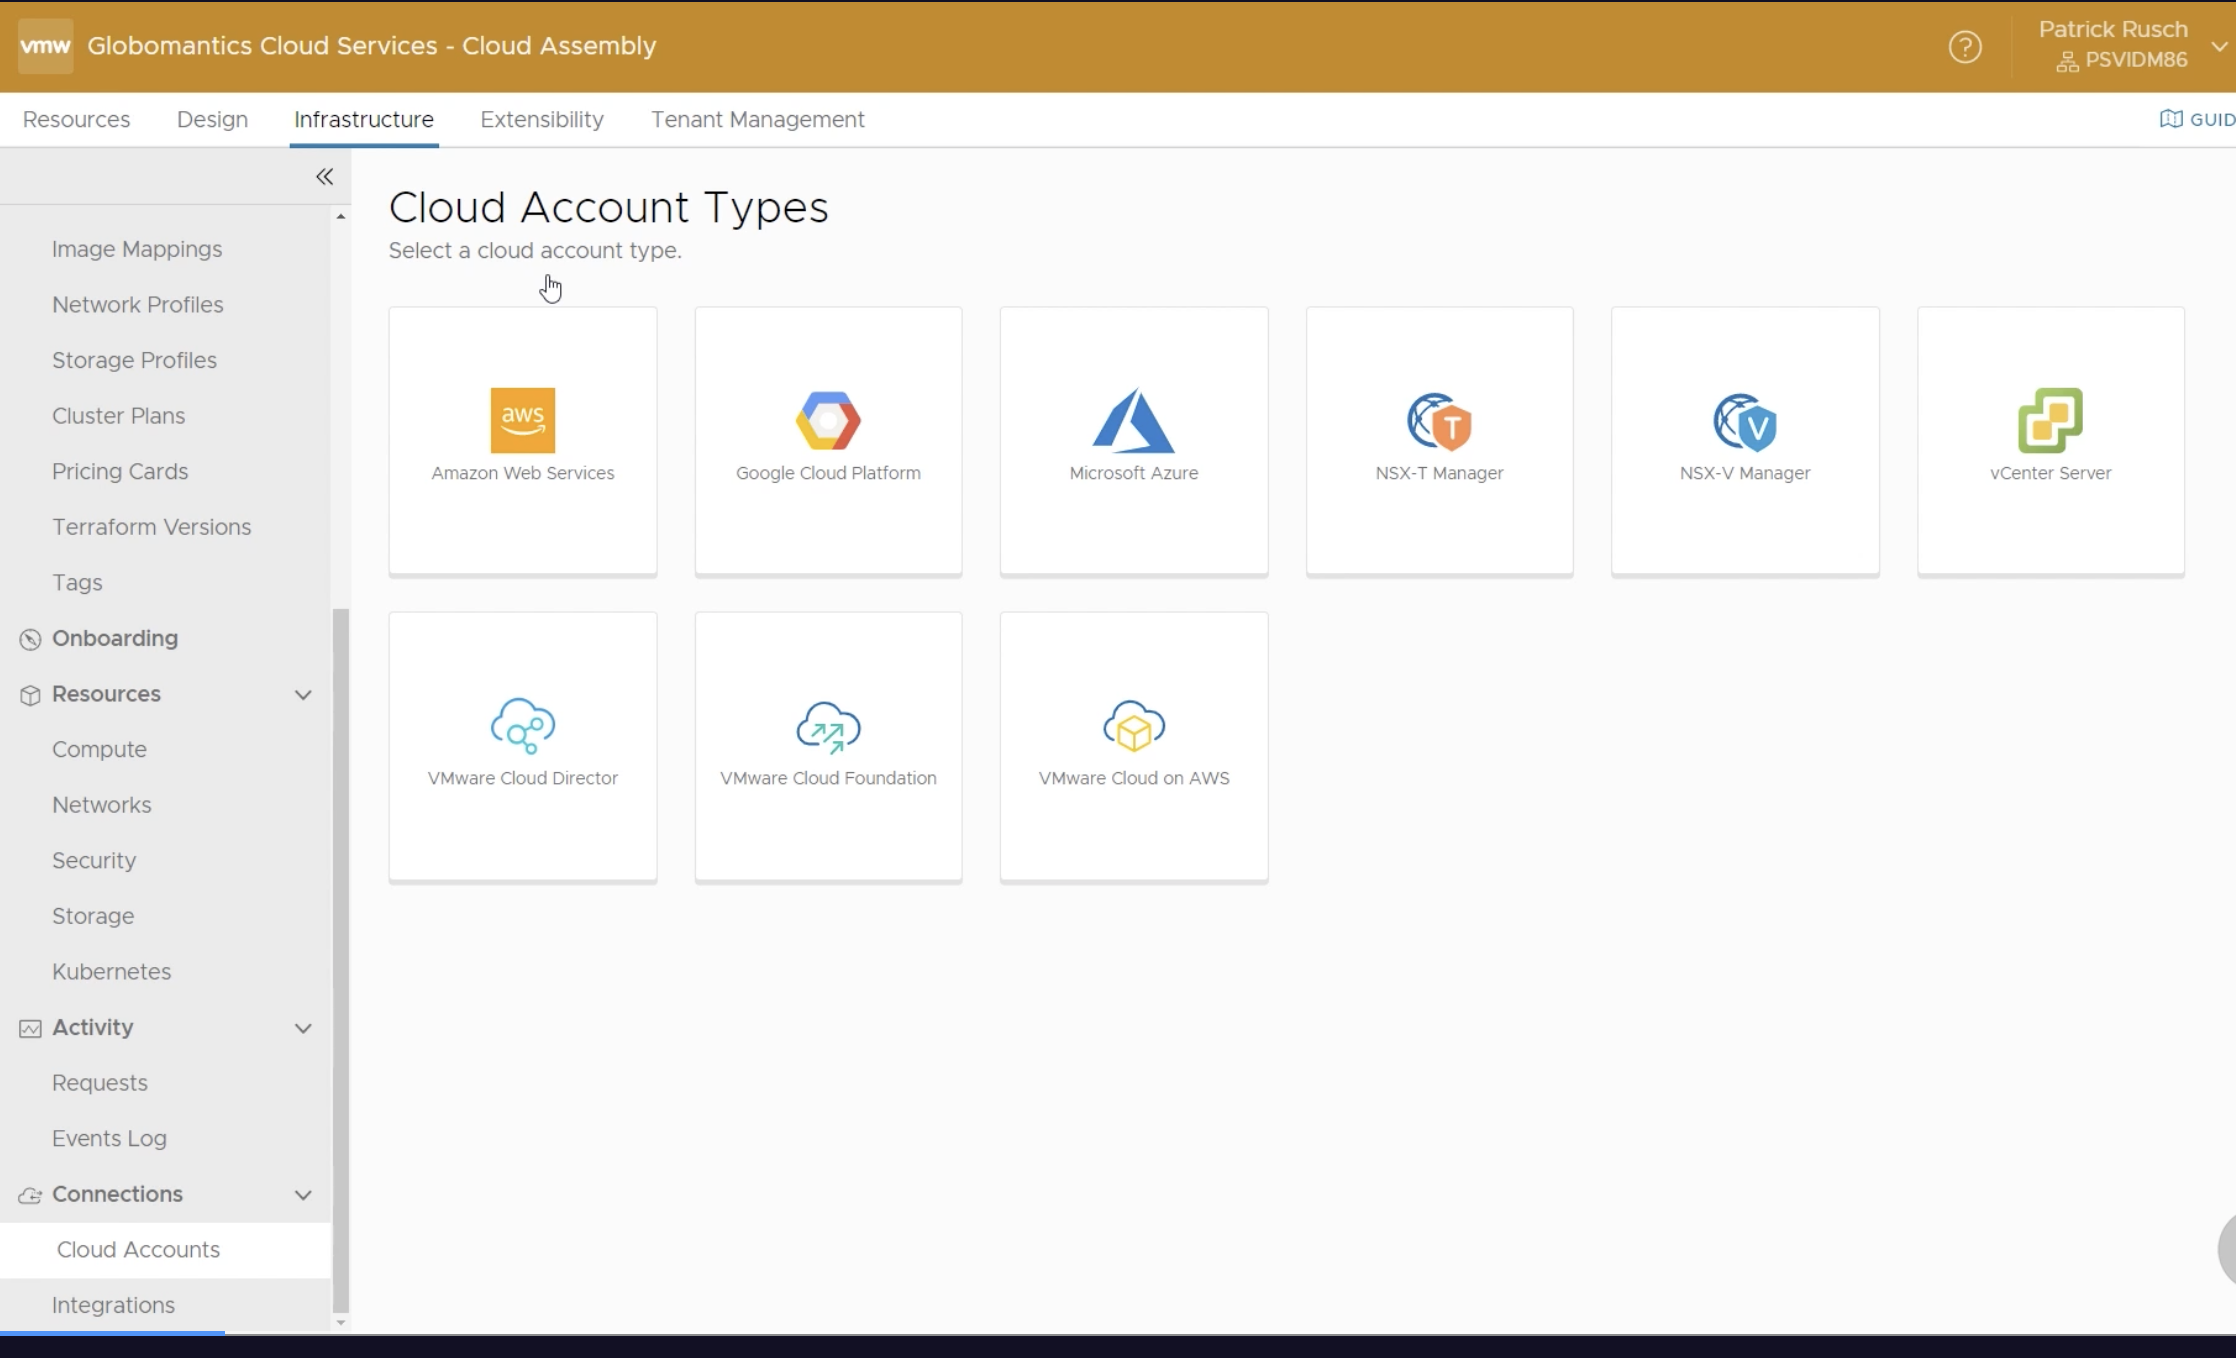 vmw Globomantics Cloud Services - Cloud Assembly
?
Patrick Rusch
PSVIDM86
Resources Design Infrastructure Extensibility Tenant Management
GUID
Image Mappings
Network Profiles
Storage Profiles
Cluster Plans
Pricing Cards
Terraform Versions
Tags
Onboarding
Resources
Compute
Networks
Security
Storage
Kubernetes
Activity
Requests
Events Log
Connections
Cloud Accounts
Integrations
Cloud Account Types
Select a cloud account type.
aws
Amazon Web Services
Google Cloud Platform
Microsoft Azure
T
NSX-T Manager
V
NSX-V Manager
vCenter Server
VMware Cloud Director
VMware Cloud Foundation
VMware Cloud on AWS